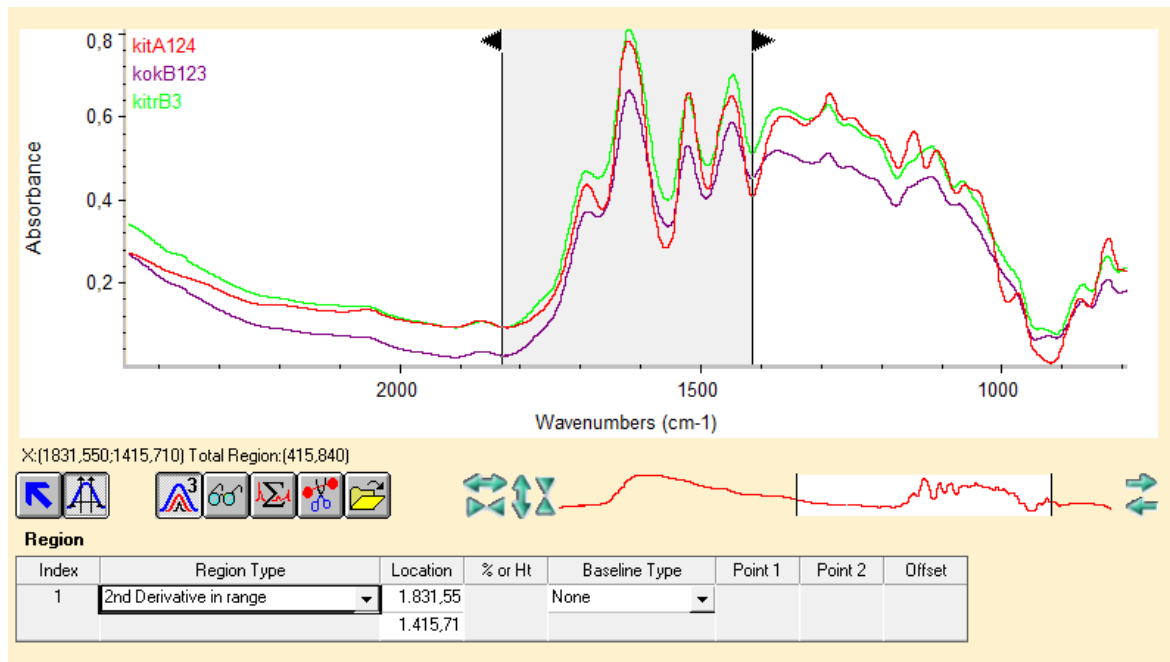 0,8
kitA124
kokB123
kitrB3
0,6
0,4
0,2
Absorbance
2000 1500 1000
Wavenumbers (cm-1)
X:(1831,550;1415,710) Total Region:(415,840)
3
Region
Index Region Type Location % or Ht Baseline Type Point 1 Point 2 Offset
1 2nd Derivative in range 1.831,55 None
1.415,71